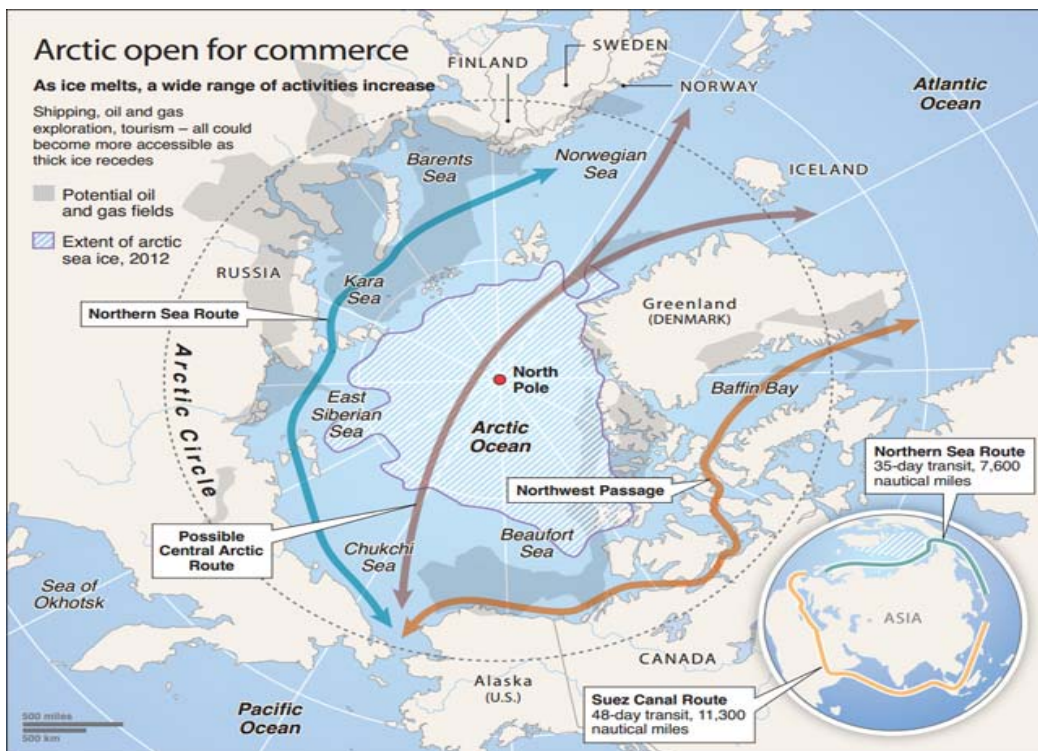 Arctic open for commerce
As ice melts, a wide range of activities increase
Shipping, oil and gas
exploration, tourism – all could
become more accessible as
thick ice recedes
Potential oil
and gas fields
Extent of arctic
sea ice, 2012
FINLAND
SWEDEN
NORWAY
Atlantic
Ocean
Barents
Sea
Norwegian
Sea
ICELAND
RUSSIA
Kara
Sea
Northern Sea Route
Greenland
(DENMARK)
Arctic Circle
North
Pole
East
Siberian
Sea
Arctic
Ocean
Baffin Bay
Northwest Passage
Northern Sea Route
35-day transit, 7,600
nautical miles
Possible
Central Arctic
Route
Chukchi
Sea
Beaufort
Sea
Sea of
Okhotsk
ASIA
CANADA
Alaska
(U.S.)
Suez Canal Route
48-day transit, 11,300
nautical miles
Pacific
Ocean
500 miles
500 km